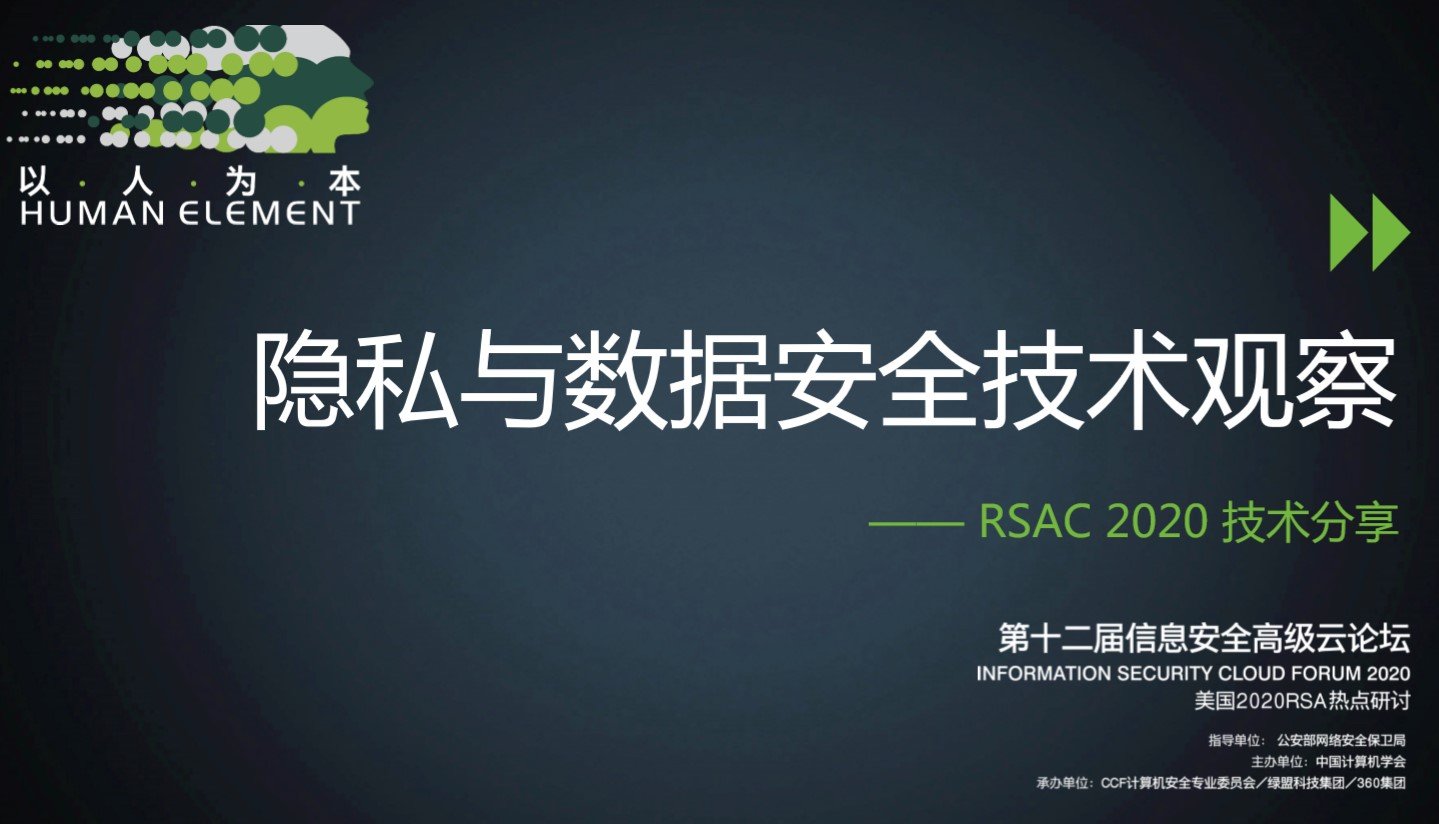 以·人·为·本
HUMAN ELEMENT
隐私与数据安全技术观察
—— RSAC 2020 技术分享
第十二届信息安全高级云论坛
INFORMATION SECURITY CLOUD FORUM 2020
美国2020RSA热点研讨
指导单位： 公安部网络安全保卫局
主办单位：中国计算机学会
承办单位：CCF计算机安全专业委员会／绿盟科技集团／360集团